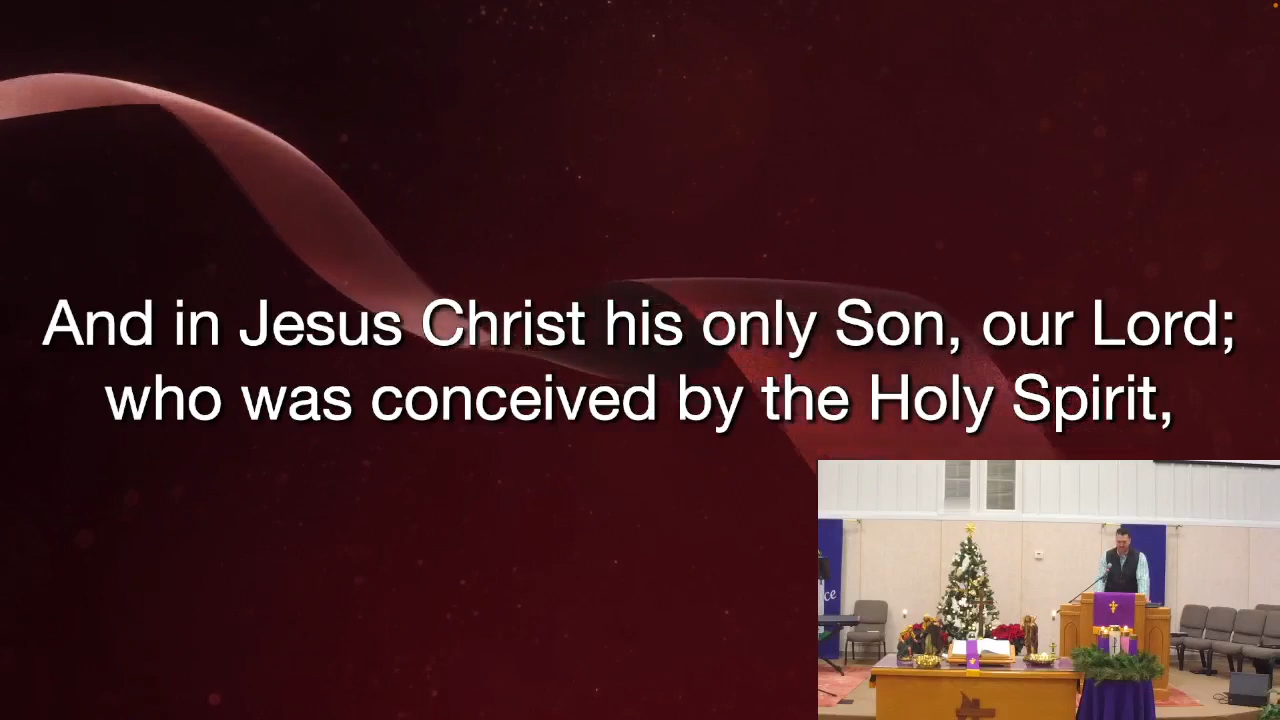 And in Jesus Christ his only Son, our Lord;
who was conceived by the Holy Spirit,